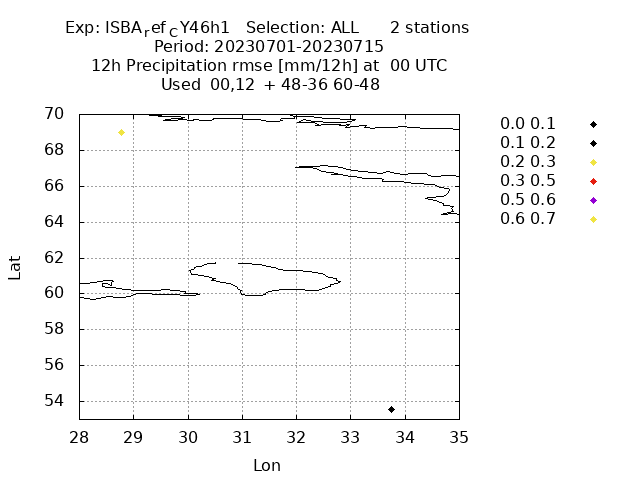 Exp: ISBA_ref_CY46h1 Selection: ALL 2 stations
Period: 20230701-20230715
12h Precipitation rmse [mm/12h] at 00 UTC
Used 00,12 + 48-36 60-48
70
68
66
64
62
60
58
56
54
Lat
28 29 30 31 32 33 34 35
Lon
0.0 0.1
0.1 0.2
0.2 0.3
0.3 0.5
0.5 0.6
0.6 0.7